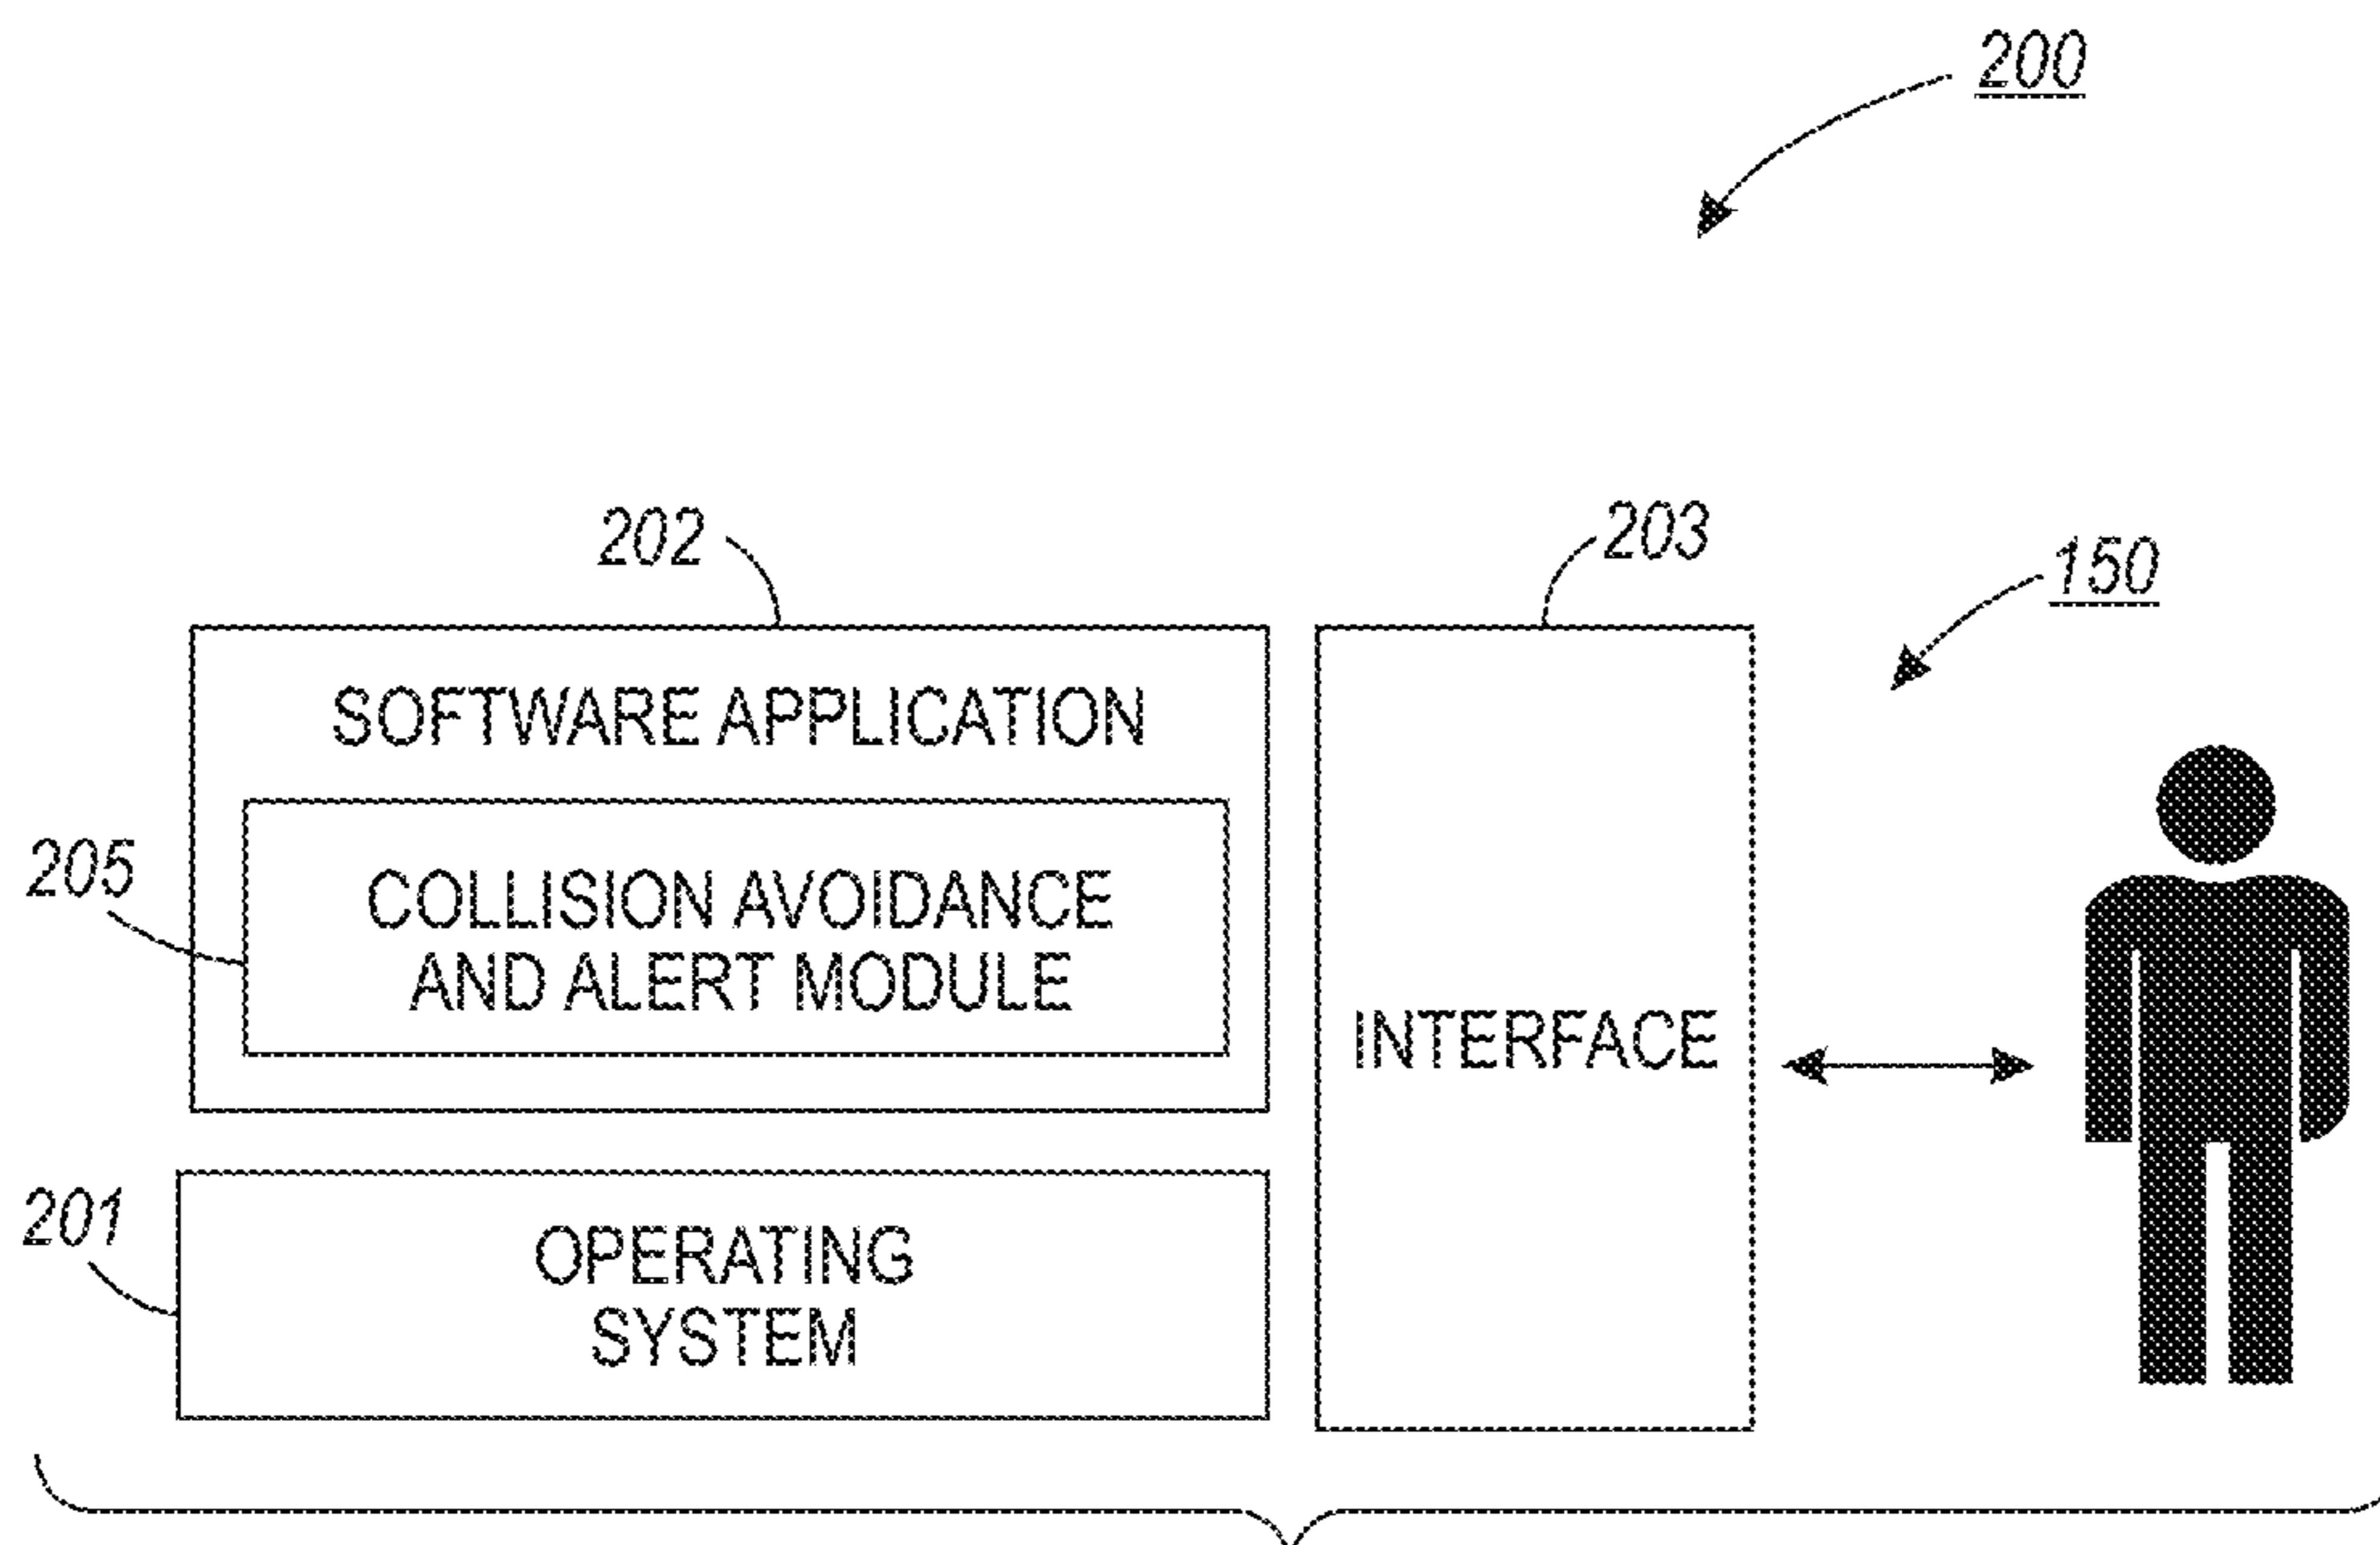 200
202
203
150
SOFTWARE APPLICATION
205
COLLISION AVOIDANCE
AND ALERT MODULE
INTERFACE
201
OPERATING
SYSTEM